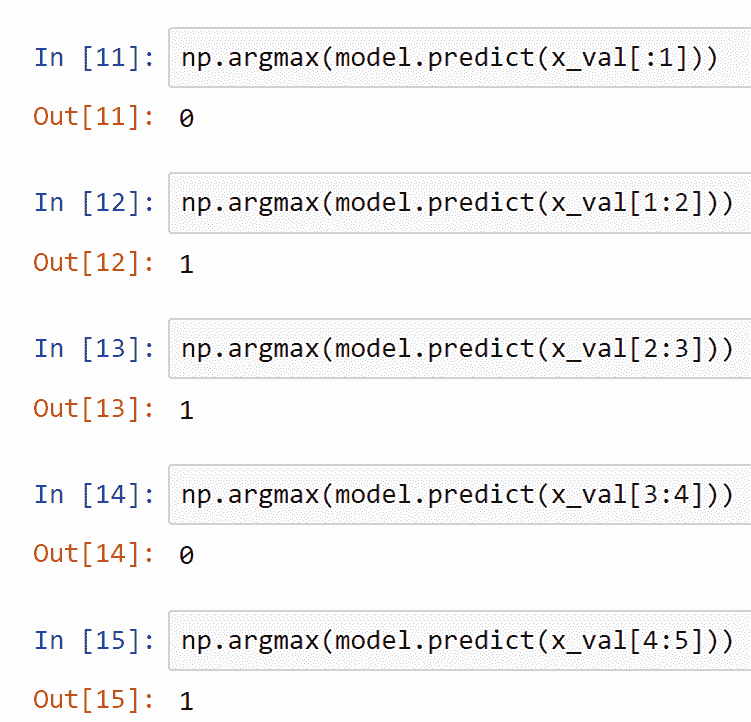 In [11]: np.argmax(model.predict(x_val[:1]))
Out[11]: 0
In [12]: np.argmax(model.predict(x_val[1:2]))
Out[12]: 1
In [13]: np.argmax(model.predict(x_val[2:3]))
Out[13]: 1
In [14]: np.argmax(model.predict(x_val[3:4]))
Out[14]: 0
In [15]: np.argmax(model.predict(x_val[4:5]))
Out[15]: 1